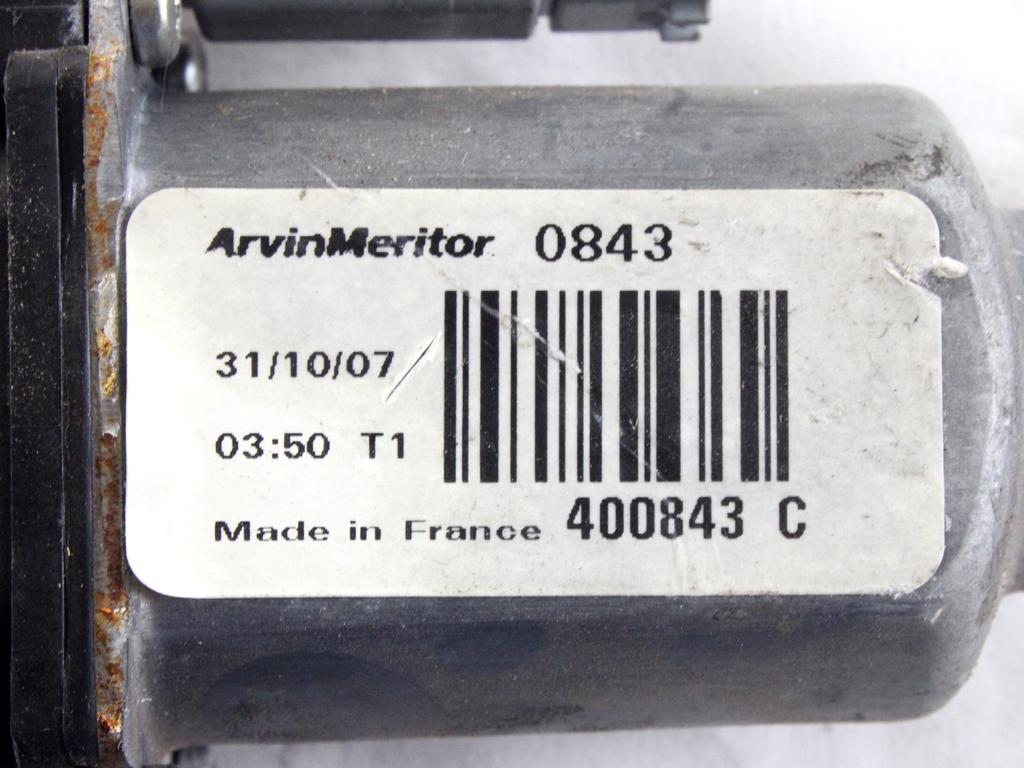 ArvinMeritor 0843
31/10/07
03:50 T1
Made in France 400843 C